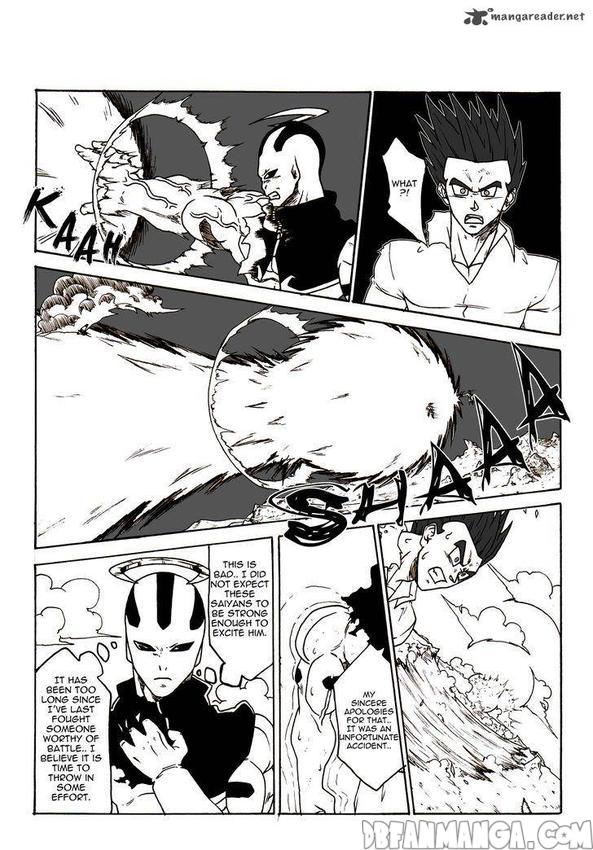 mangareader.net
KAAAH
WHAT
?!
SHAAAA
THIS IS
BAD.. I DID
NOT EXPECT
THESE
SAIYANS TO
BE STRONG
ENOUGH TO
EXCITE HIM.
IT HAS
BEEN TOO
LONG SINCE
I'VE LAST
FOUGHT
SOMEONE
WORTHY OF
BATTLE.. I
BELIEVE IT IS
TIME TO
THROW IN
SOME
EFFORT.
MY
SINCERE
APOLOGIES
FOR THAT..
IT WAS AN
UNFORTUNATE
ACCIDENT..
DBFANMANGA.COM